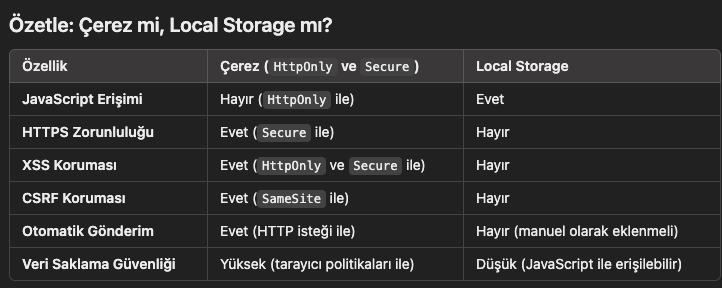 Özetle: Çerez mi, Local Storage mı?
Özellik Çerez ( HttpOnly ve Secure ) Local Storage
JavaScript Erişimi Hayır ( HttpOnly ile) Evet
HTTPS Zorunluluğu Evet ( Secure ile) Hayır
XSS Koruması Evet ( HttpOnly ve Secure ile) Hayır
CSRF Koruması Evet ( SameSite ile) Hayır
Otomatik Gönderim Evet (HTTP isteği ile) Hayır (manuel olarak eklenmeli)
Veri Saklama Güvenliği Yüksek (tarayıcı politikaları ile) Düşük (JavaScript ile erişilebilir)